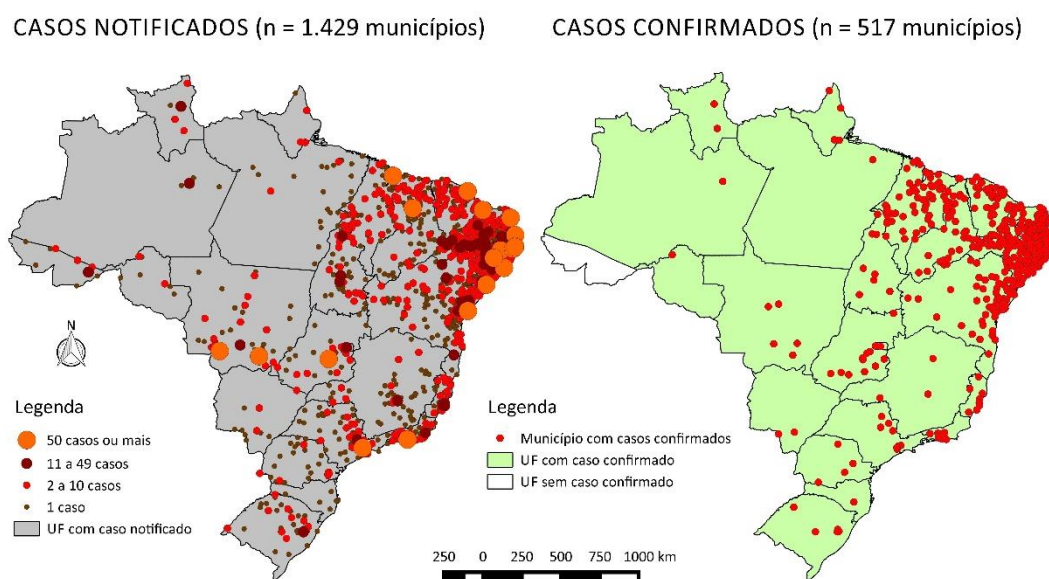 CASOS NOTIFICADOS (n = 1.429 municípios)
CASOS CONFIRMADOS (n = 517 municípios)
N
Legenda
50 casos ou mais
11 a 49 casos
2 a 10 casos
1 caso
UF com caso notificado
Legenda
Município com casos confirmados
UF com caso confirmado
UF sem caso confirmado
250 0 250 500 750 1000 km